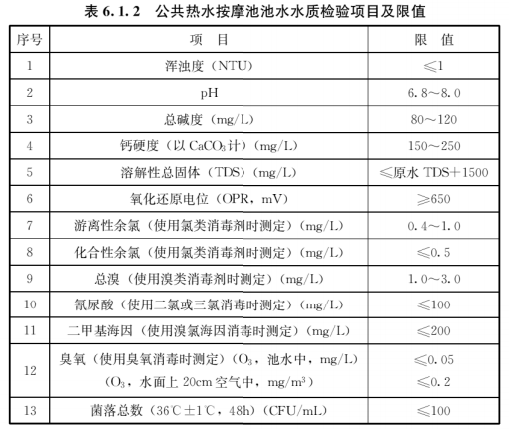 表 6.1.2 公共热水按摩池池水水质检验项目及限值
序号 项 目 限 值
1 浑浊度（NTU） ≤1
2 pH 6.8～8.0
3 总碱度（mg/L） 80～120
4 钙硬度（以 CaCO₃ 计）（mg/L） 150～250
5 溶解性总固体（TDS）（mg/L） ≤原水 TDS＋1500
6 氧化还原电位（OPR，mV） ≥650
7 游离性余氯（使用氯类消毒剂时测定）（mg/L） 0.4～1.0
8 化合性余氯（使用氯类消毒剂时测定）（mg/L） ≤0.5
9 总溴（使用溴类消毒剂时测定）（mg/L） 1.0～3.0
10 氰尿酸（使用二氯或三氯消毒时测定）（mg/L） ≤100
11 二甲基海因（使用溴氯海因消毒时测定）（mg/L） ≤200
12 臭氧（使用臭氧消毒时测定）（O₃，池水中，mg/L） ≤0.05
（O₃，水面上 20cm 空气中，mg/m³） ≤0.2
13 菌落总数（36℃±1℃，48h）（CFU/mL） ≤100